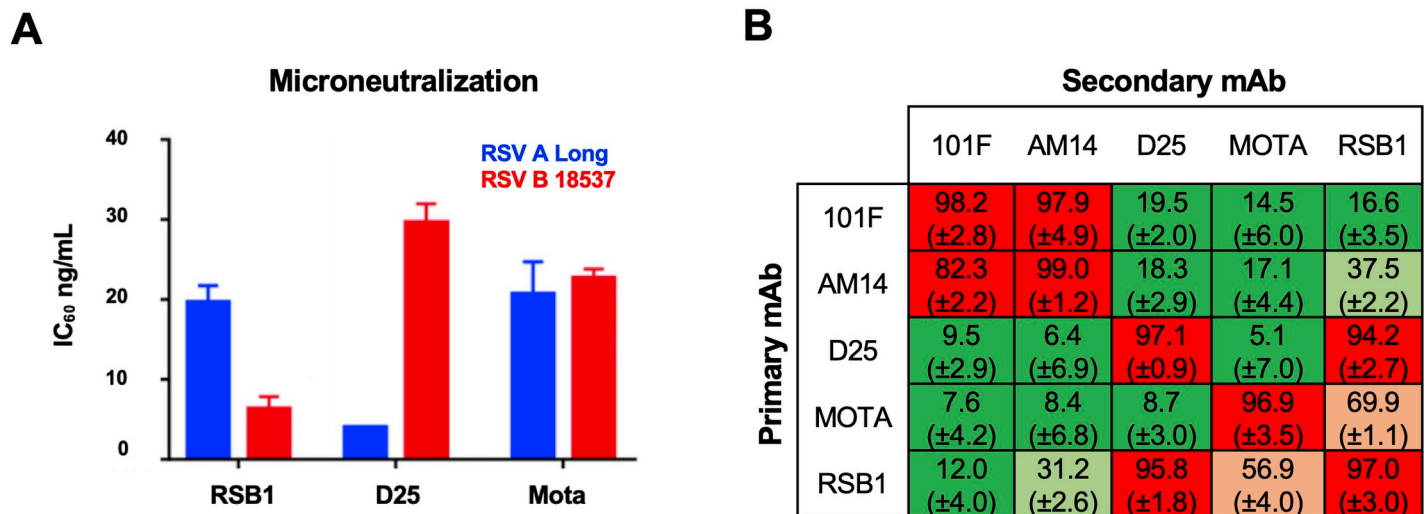 A
Microneutralization
40
30
20
10
0
IC60 ng/mL
RSV A Long
RSV B 18537
RSB1 D25 Mota
B
Secondary mAb
101F AM14 D25 MOTA RSB1
Primary mAb
101F 98.2 97.9 19.5 14.5 16.6
(±2.8) (±4.9) (±2.0) (±6.0) (±3.5)
AM14 82.3 99.0 18.3 17.1 37.5
(±2.2) (±1.2) (±2.9) (±4.4) (±2.2)
D25 9.5 6.4 97.1 5.1 94.2
(±2.9) (±6.9) (±0.9) (±7.0) (±2.7)
MOTA 7.6 8.4 8.7 96.9 69.9
(±4.2) (±6.8) (±3.0) (±3.5) (±1.1)
RSB1 12.0 31.2 95.8 56.9 97.0
(±4.0) (±2.6) (±1.8) (±4.0) (±3.0)